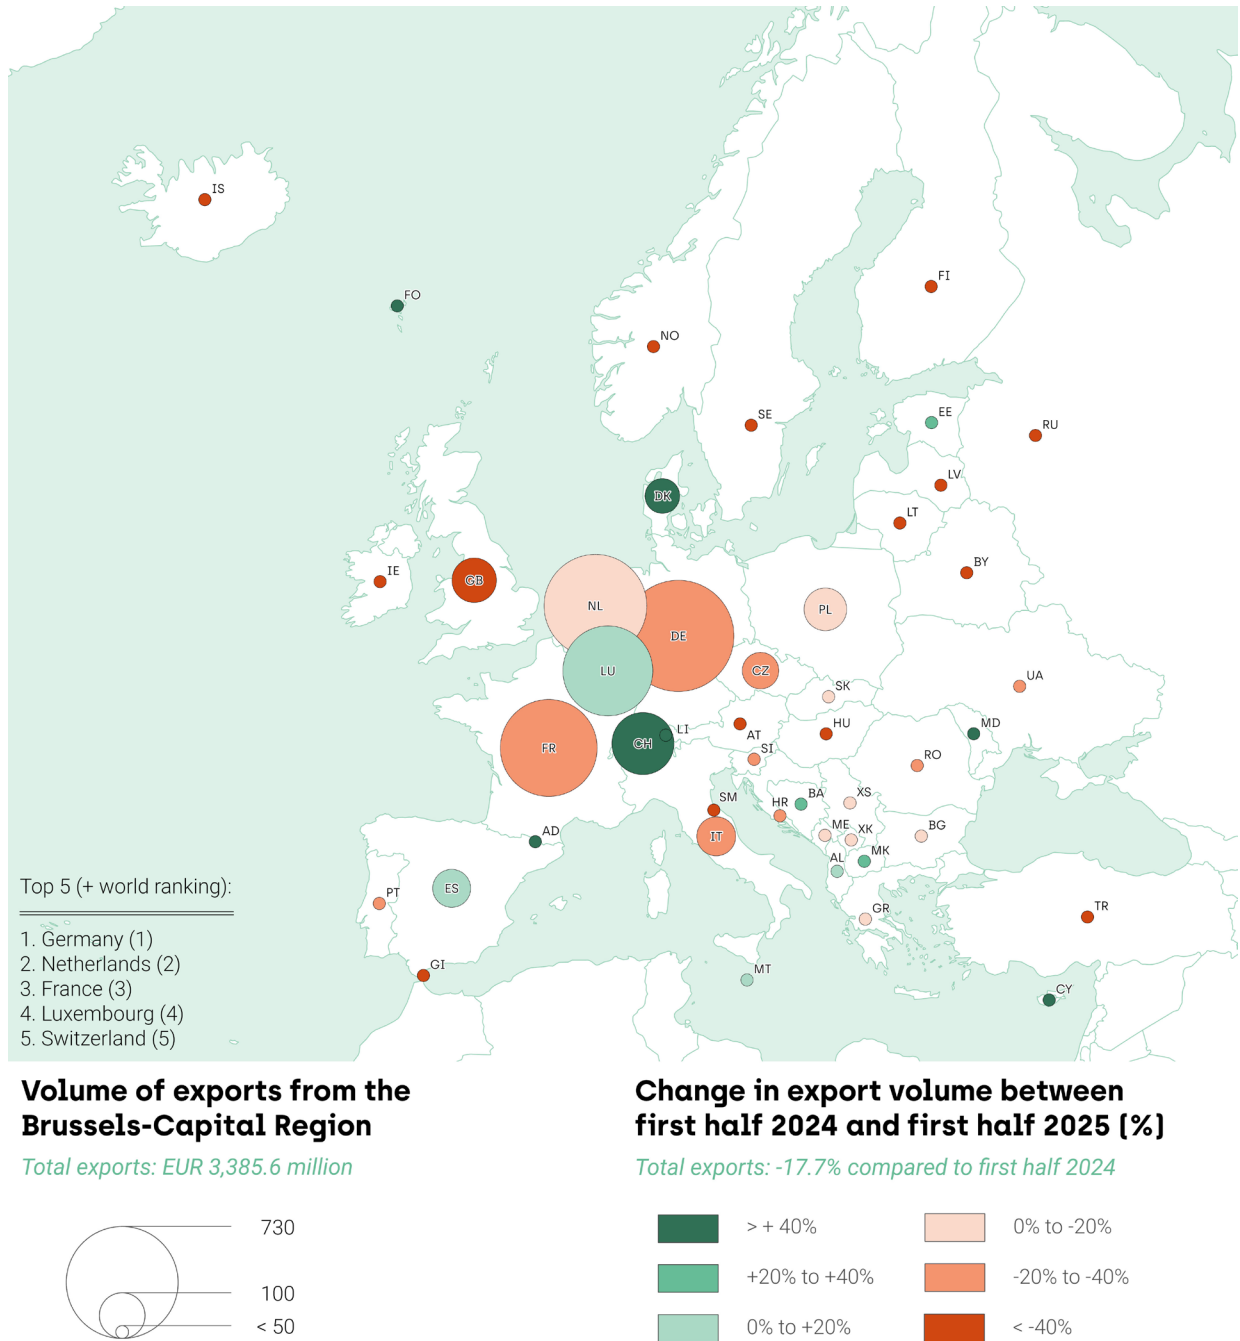 IS
FO
FI
NO
SE
EE
RU
LV
DK
LT
BY
IE
GB
NL
PL
DE
LU
CZ
SK
UA
LI
MD
CH
AT
HU
FR
SI
RO
SM
HR
BA
XS
AD
IT
ME
XK
BG
MK
AL
ES
PT
GR
TR
GI
MT
CY
Top 5 (+ world ranking):
1. Germany (1)
2. Netherlands (2)
3. France (3)
4. Luxembourg (4)
5. Switzerland (5)
Volume of exports from the
Brussels-Capital Region
Total exports: EUR 3,385.6 million
730
100
< 50
Change in export volume between
first half 2024 and first half 2025 (%)
Total exports: -17.7% compared to first half 2024
> + 40%
+20% to +40%
0% to +20%
0% to -20%
-20% to -40%
< -40%